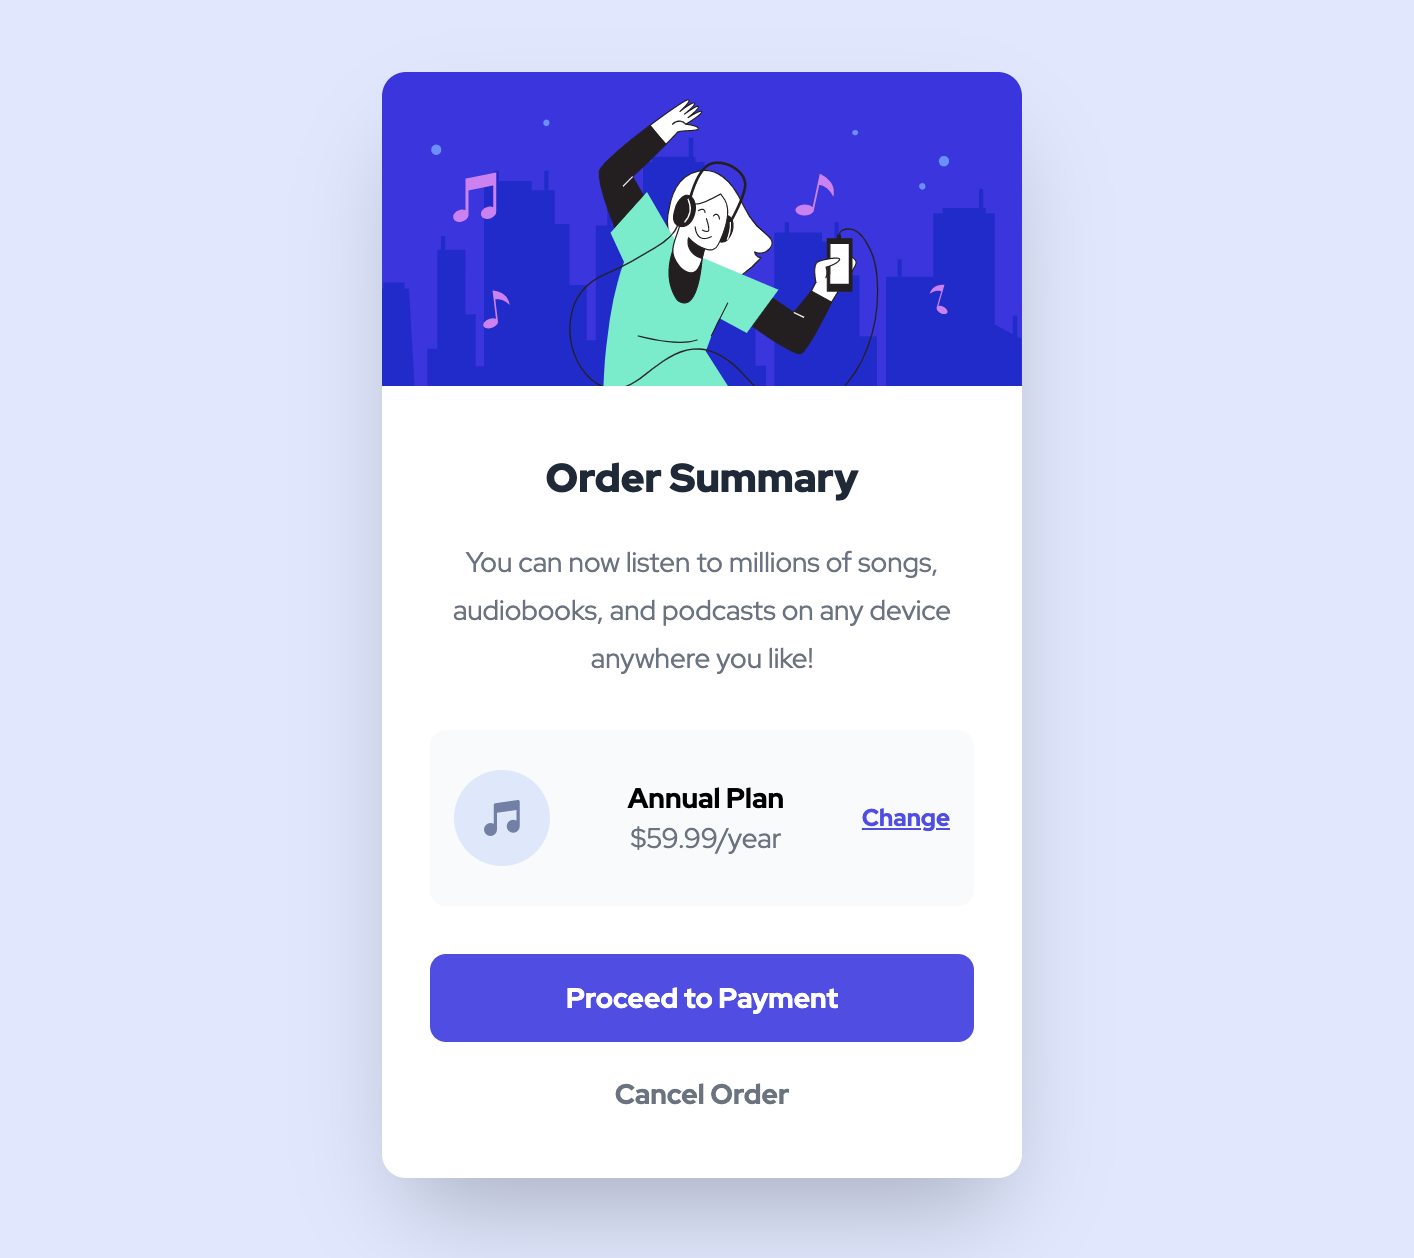 Order Summary
You can now listen to millions of songs,
audiobooks, and podcasts on any device
anywhere you like!
Annual Plan
$59.99/year
Change
Proceed to Payment
Cancel Order